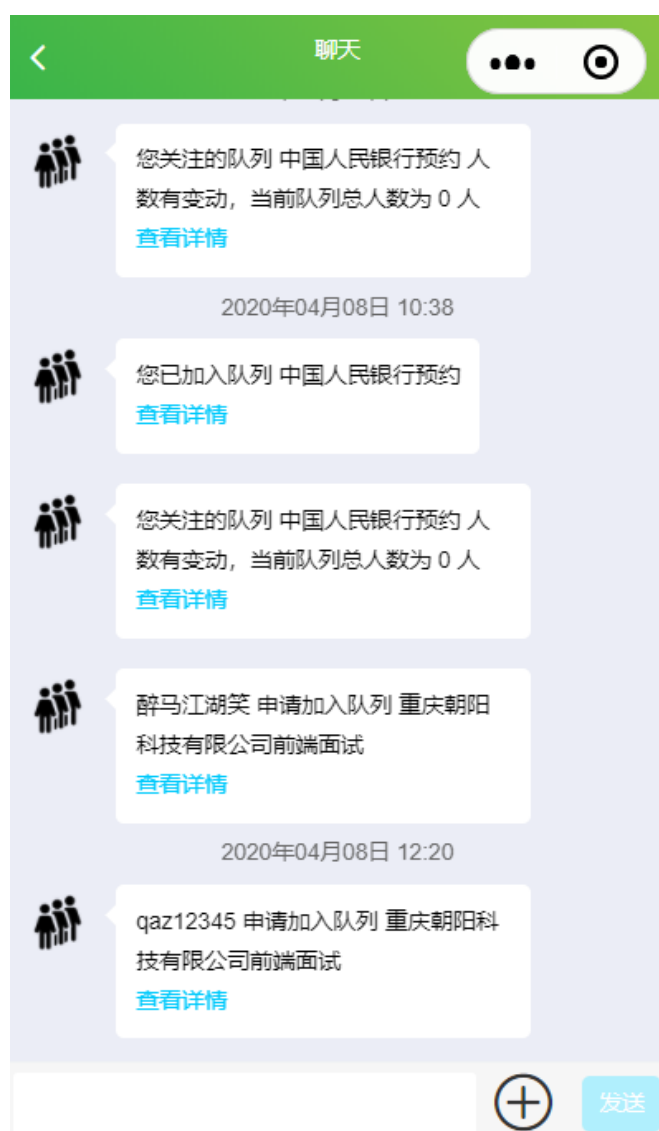 聊天
您关注的队列 中国人民银行预约 人
数有变动，当前队列总人数为 0 人
查看详情
2020年04月08日 10:38
您已加入队列 中国人民银行预约
查看详情
您关注的队列 中国人民银行预约 人
数有变动，当前队列总人数为 0 人
查看详情
醉马江湖笑 申请加入队列 重庆朝阳
科技有限公司前端面试
查看详情
2020年04月08日 12:20
qaz12345 申请加入队列 重庆朝阳科
技有限公司前端面试
查看详情
发送